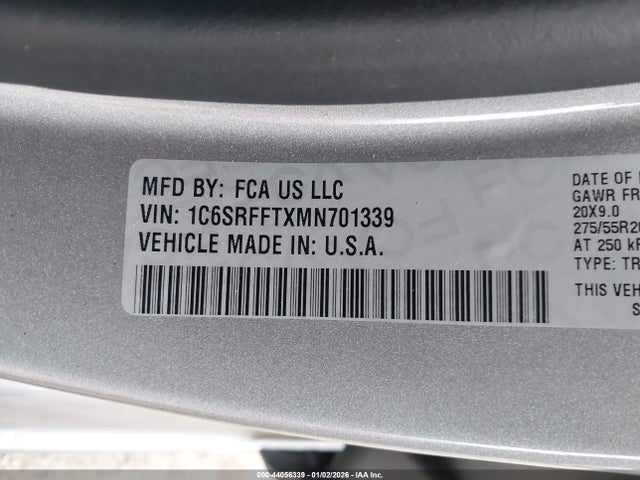 MFD BY: FCA US LLC
VIN: 1C6SRFFTXMN701339
VEHICLE MADE IN: U.S.A.
DATE OF
GAWR FR
20X9.0
275/55R20
AT 250 kP
TYPE: TR
THIS VEH
S
000-44056339 - 01/02/2026 - IAA Inc.